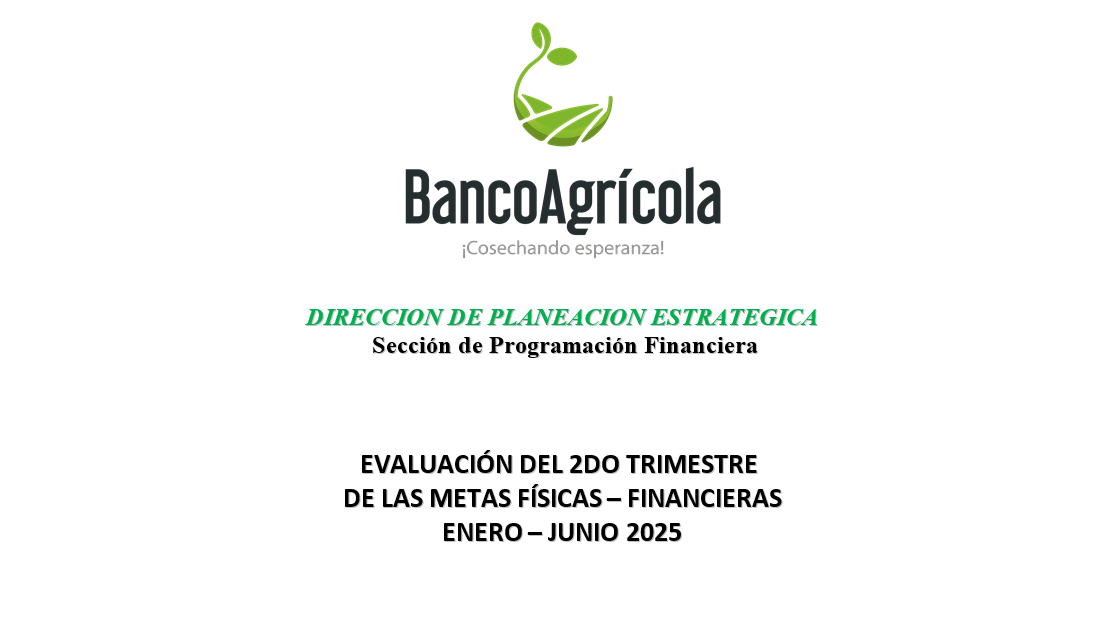 BancoAgrícola
¡Cosechando esperanza!
DIRECCION DE PLANEACION ESTRATEGICA
Sección de Programación Financiera
EVALUACIÓN DEL 2DO TRIMESTRE
DE LAS METAS FÍSICAS – FINANCIERAS
ENERO – JUNIO 2025